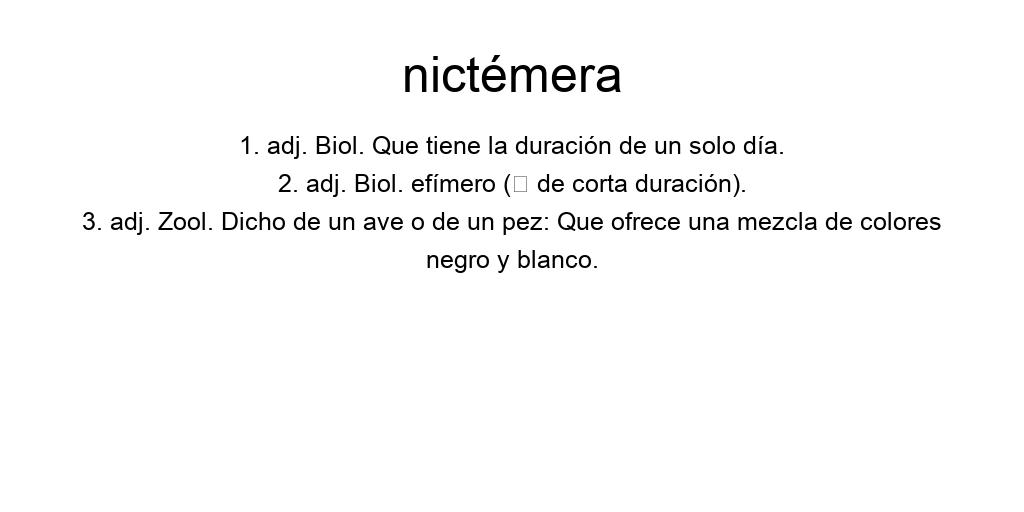 nictémera
1. adj. Biol. Que tiene la duración de un solo día.
2. adj. Biol. efímero (□ de corta duración).
3. adj. Zool. Dicho de un ave o de un pez: Que ofrece una mezcla de colores
negro y blanco.